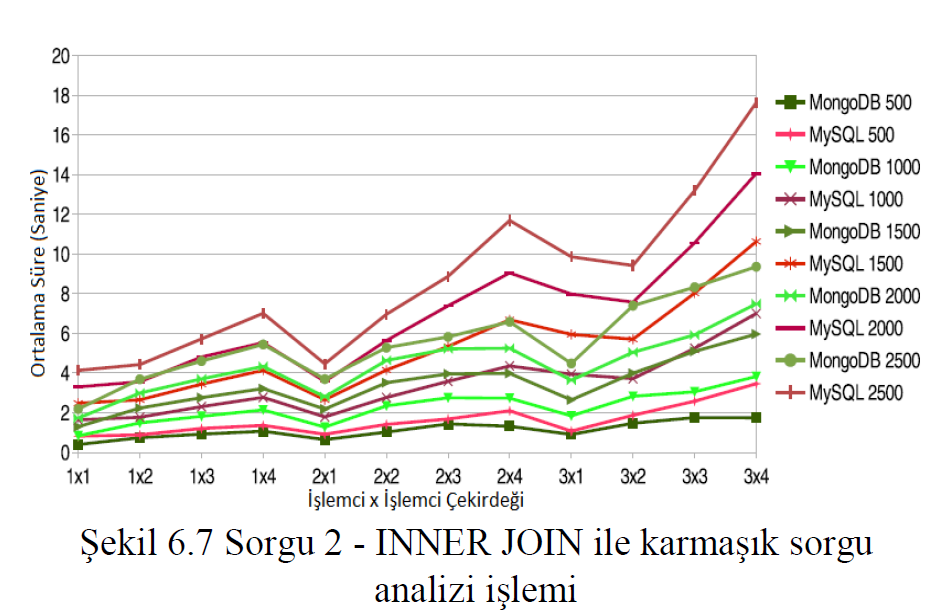 20
18
16
14
12
10
8
6
4
2
0
Ortalama Süre (Saniye)
1x1 1x2 1x3 1x4 2x1 2x2 2x3 2x4 3x1 3x2 3x3 3x4
İşlemci x İşlemci Çekirdeği
MongoDB 500
MySQL 500
MongoDB 1000
MySQL 1000
MongoDB 1500
MySQL 1500
MongoDB 2000
MySQL 2000
MongoDB 2500
MySQL 2500
Şekil 6.7 Sorgu 2 - INNER JOIN ile karmaşık sorgu
analizi işlemi